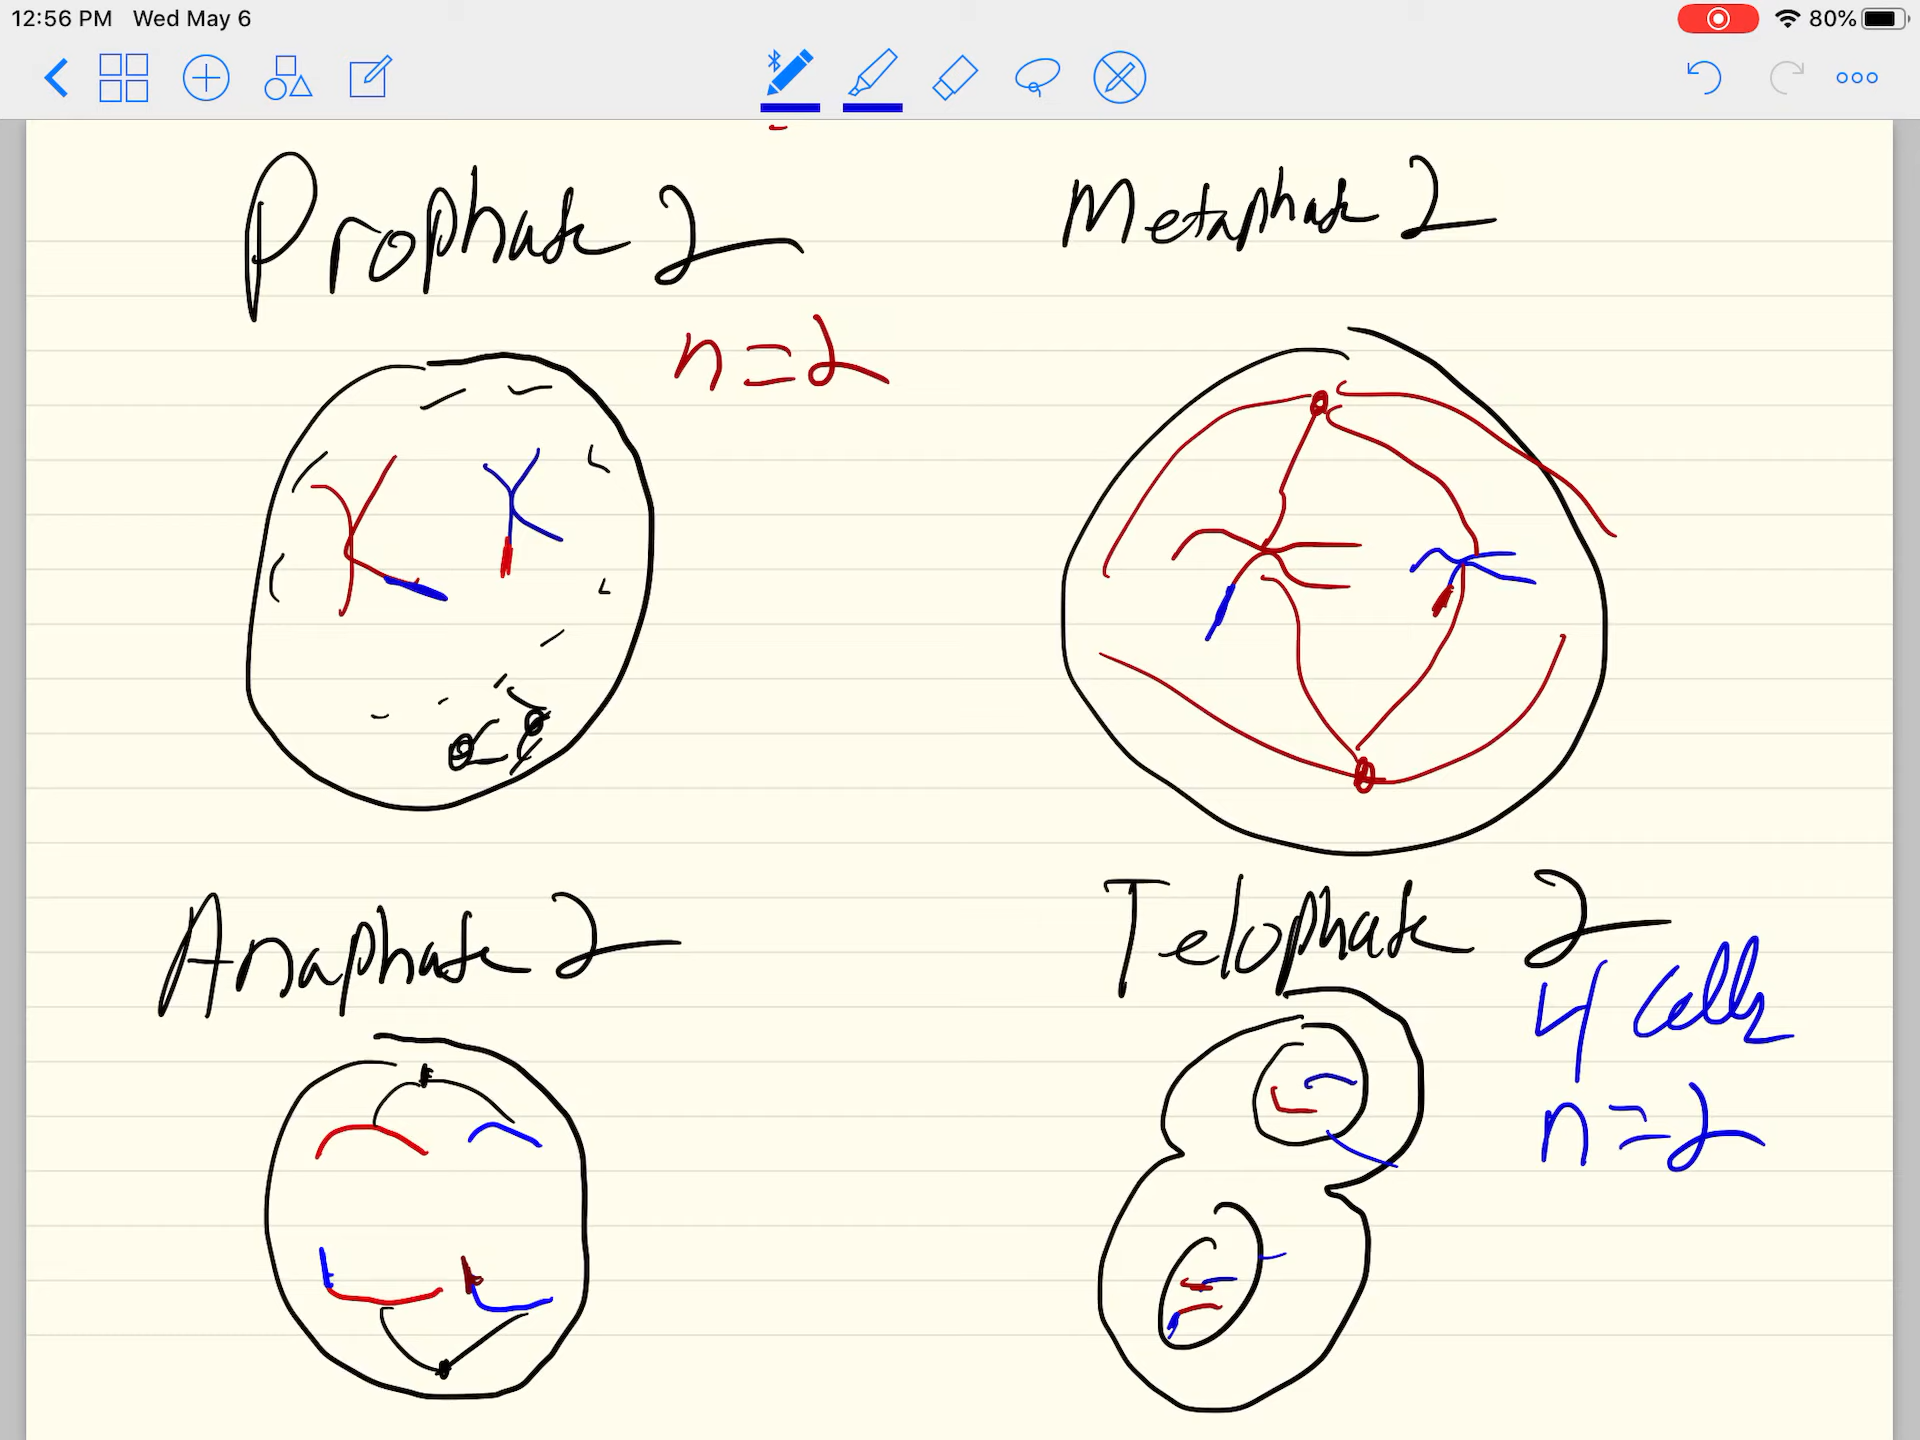 12:56 PM Wed May 6
80%
Prophase 2
n=2
Metaphase 2
Anaphase 2
Telophase 2
4 cells
n=2